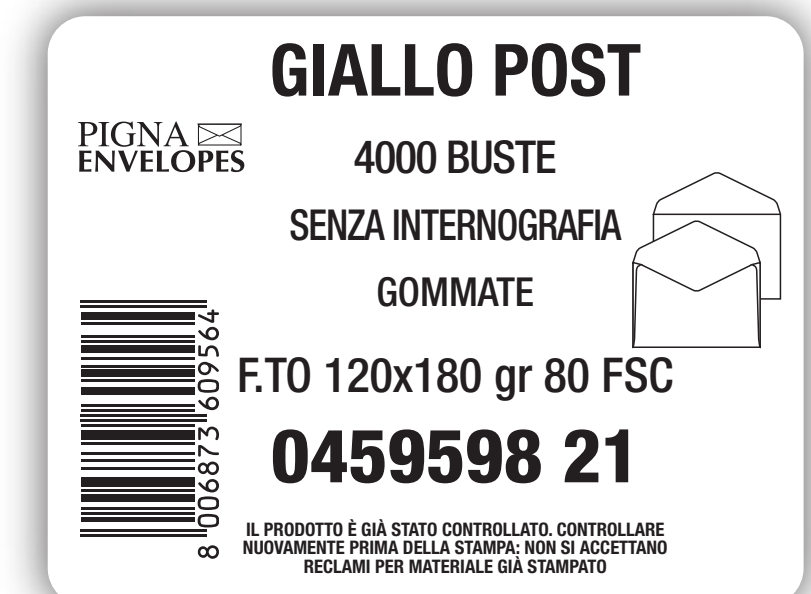 GIALLO POST
PIGNA
ENVELOPES
4000 BUSTE
SENZA INTERNOGRAFIA
GOMMATE
F.TO 120x180 gr 80 FSC
0459598 21
8 006873 609564
IL PRODOTTO È GIÀ STATO CONTROLLATO. CONTROLLARE
NUOVAMENTE PRIMA DELLA STAMPA: NON SI ACCETTANO
RECLAMI PER MATERIALE GIÀ STAMPATO